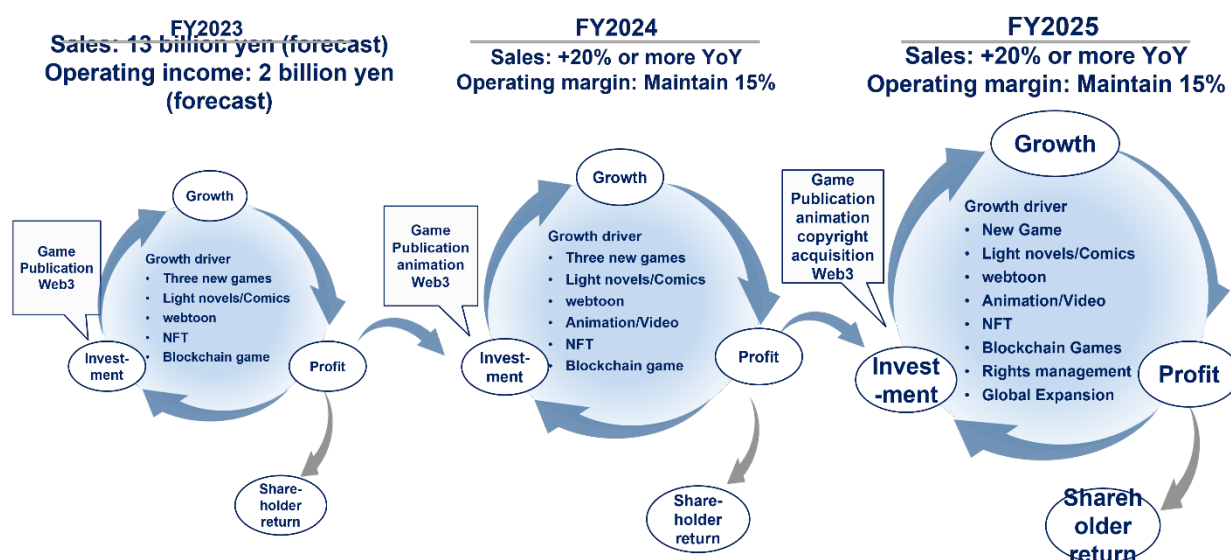 FY2023
Sales: 13 billion yen (forecast)
Operating income: 2 billion yen
(forecast)
Growth
Game
Publication
Web3
Growth driver
• Three new games
• Light novels/Comics
• webtoon
• NFT
• Blockchain game
Invest-
ment
Profit
Share-
holder
return
FY2024
Sales: +20% or more YoY
Operating margin: Maintain 15%
Growth
Game
Publication
animation
Web3
Growth driver
• Three new games
• Light novels/Comics
• webtoon
• Animation/Video
• NFT
• Blockchain game
Invest-
ment
Profit
Share-
holder
return
FY2025
Sales: +20% or more YoY
Operating margin: Maintain 15%
Growth
Game
Publication
animation
copyright
acquisition
Web3
Growth driver
• New Game
• Light novels/Comics
• webtoon
• Animation/Video
• NFT
• Blockchain Games
• Rights management
• Global Expansion
Invest
-ment
Profit
Shareh
older
return